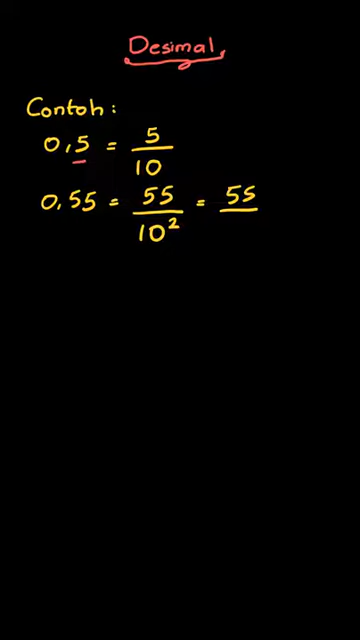 Desimal
Contoh:
0,5 = 5/10
0,55 = 55/10² = 55/